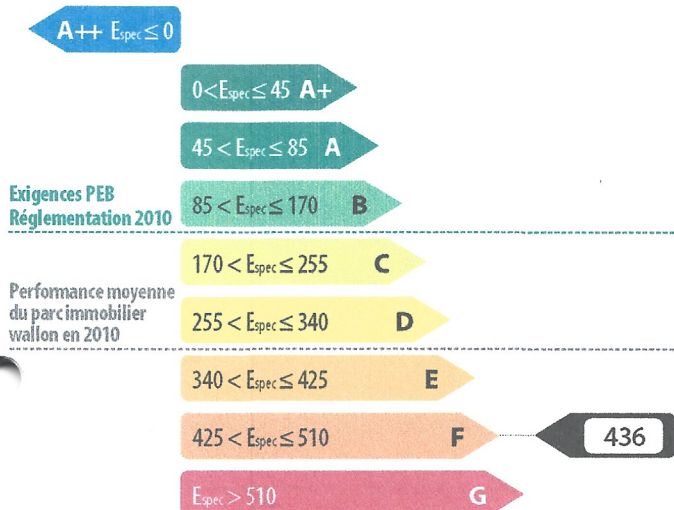 A++ Espec ≤ 0
0 < Espec ≤ 45 A+
45 < Espec ≤ 85 A
Exigences PEB
Réglementation 2010
85 < Espec ≤ 170 B
170 < Espec ≤ 255 C
Performance moyenne
du parc immobilier
wallon en 2010
255 < Espec ≤ 340 D
340 < Espec ≤ 425 E
425 < Espec ≤ 510 F 436
Espec > 510 G